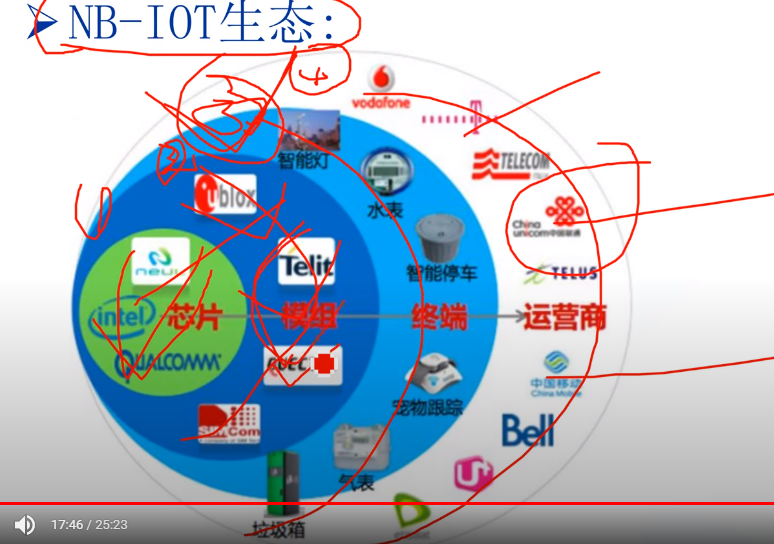 NB-IOT生态:
④
③
vodafone
T
智能灯
②
TELECOM
ublox
水表
①
China
unicom中国联通
neul
Telit
智能停车
TELUS
intel
芯片
模组
终端
运营商
QUALCOMM
中国移动
China Mobile
宠物跟踪
SIMCom
Bell
气表
U+
垃圾箱
17:46 / 25:23